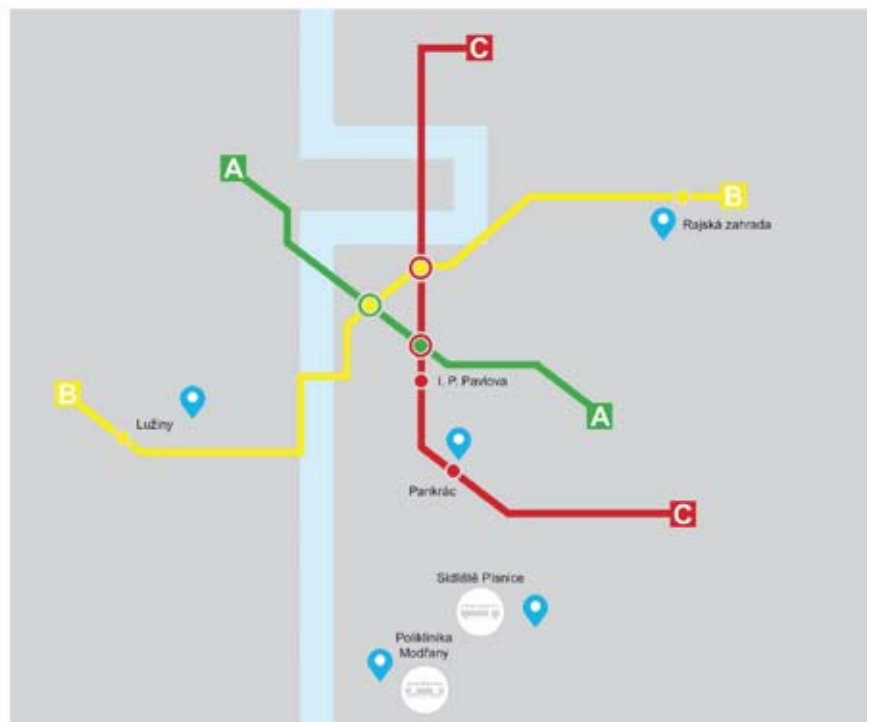 C
A
B
Rajská zahrada
I. P. Pavlova
B
Lužiny
A
Pankrác
C
Sídliště Písnice
Poliklinika
Modřany